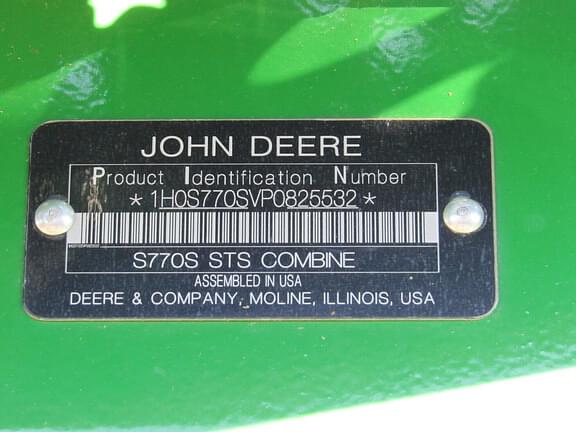 JOHN DEERE
Product Identification Number
*1H0S770SVP0825532*
S770S STS COMBINE
ASSEMBLED IN USA
DEERE & COMPANY, MOLINE, ILLINOIS, USA